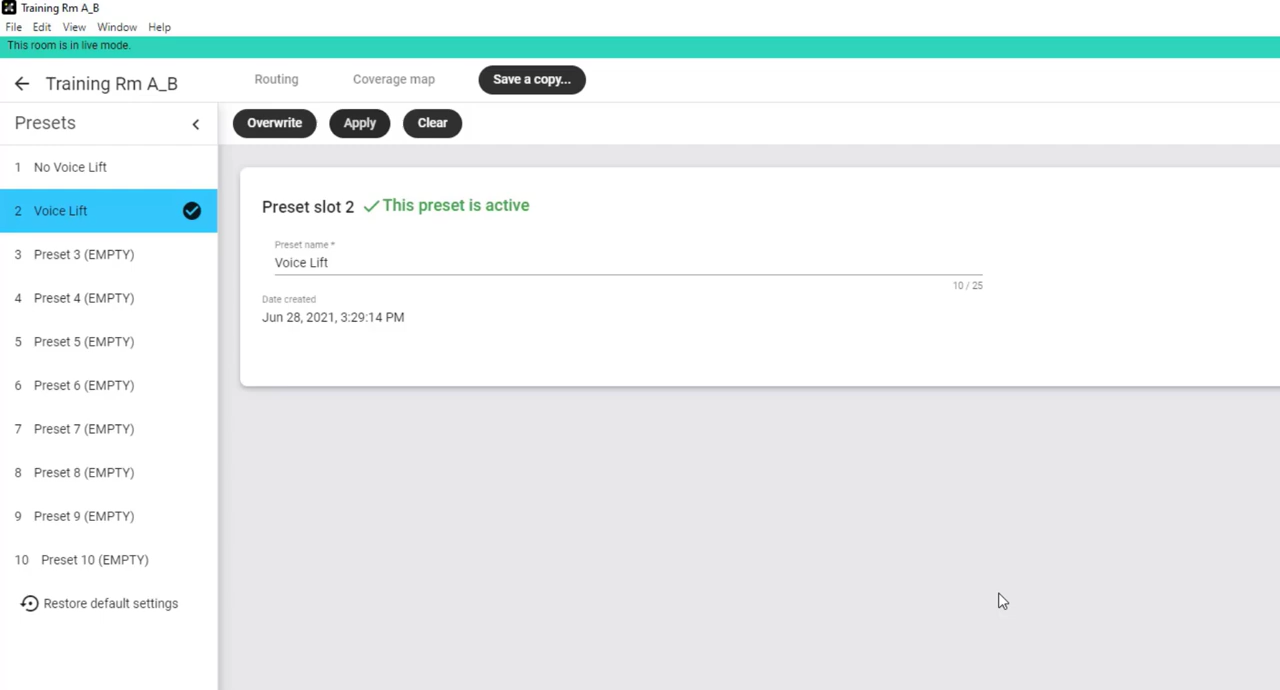 Training Rm A_B
File Edit View Window Help
This room is in live mode.
Training Rm A_B Routing Coverage map Save a copy...
Presets Overwrite Apply Clear
1 No Voice Lift
2 Voice Lift
3 Preset 3 (EMPTY)
4 Preset 4 (EMPTY)
5 Preset 5 (EMPTY)
6 Preset 6 (EMPTY)
7 Preset 7 (EMPTY)
8 Preset 8 (EMPTY)
9 Preset 9 (EMPTY)
10 Preset 10 (EMPTY)
Restore default settings
Preset slot 2 This preset is active
Preset name *
Voice Lift
10 / 25
Date created
Jun 28, 2021, 3:29:14 PM